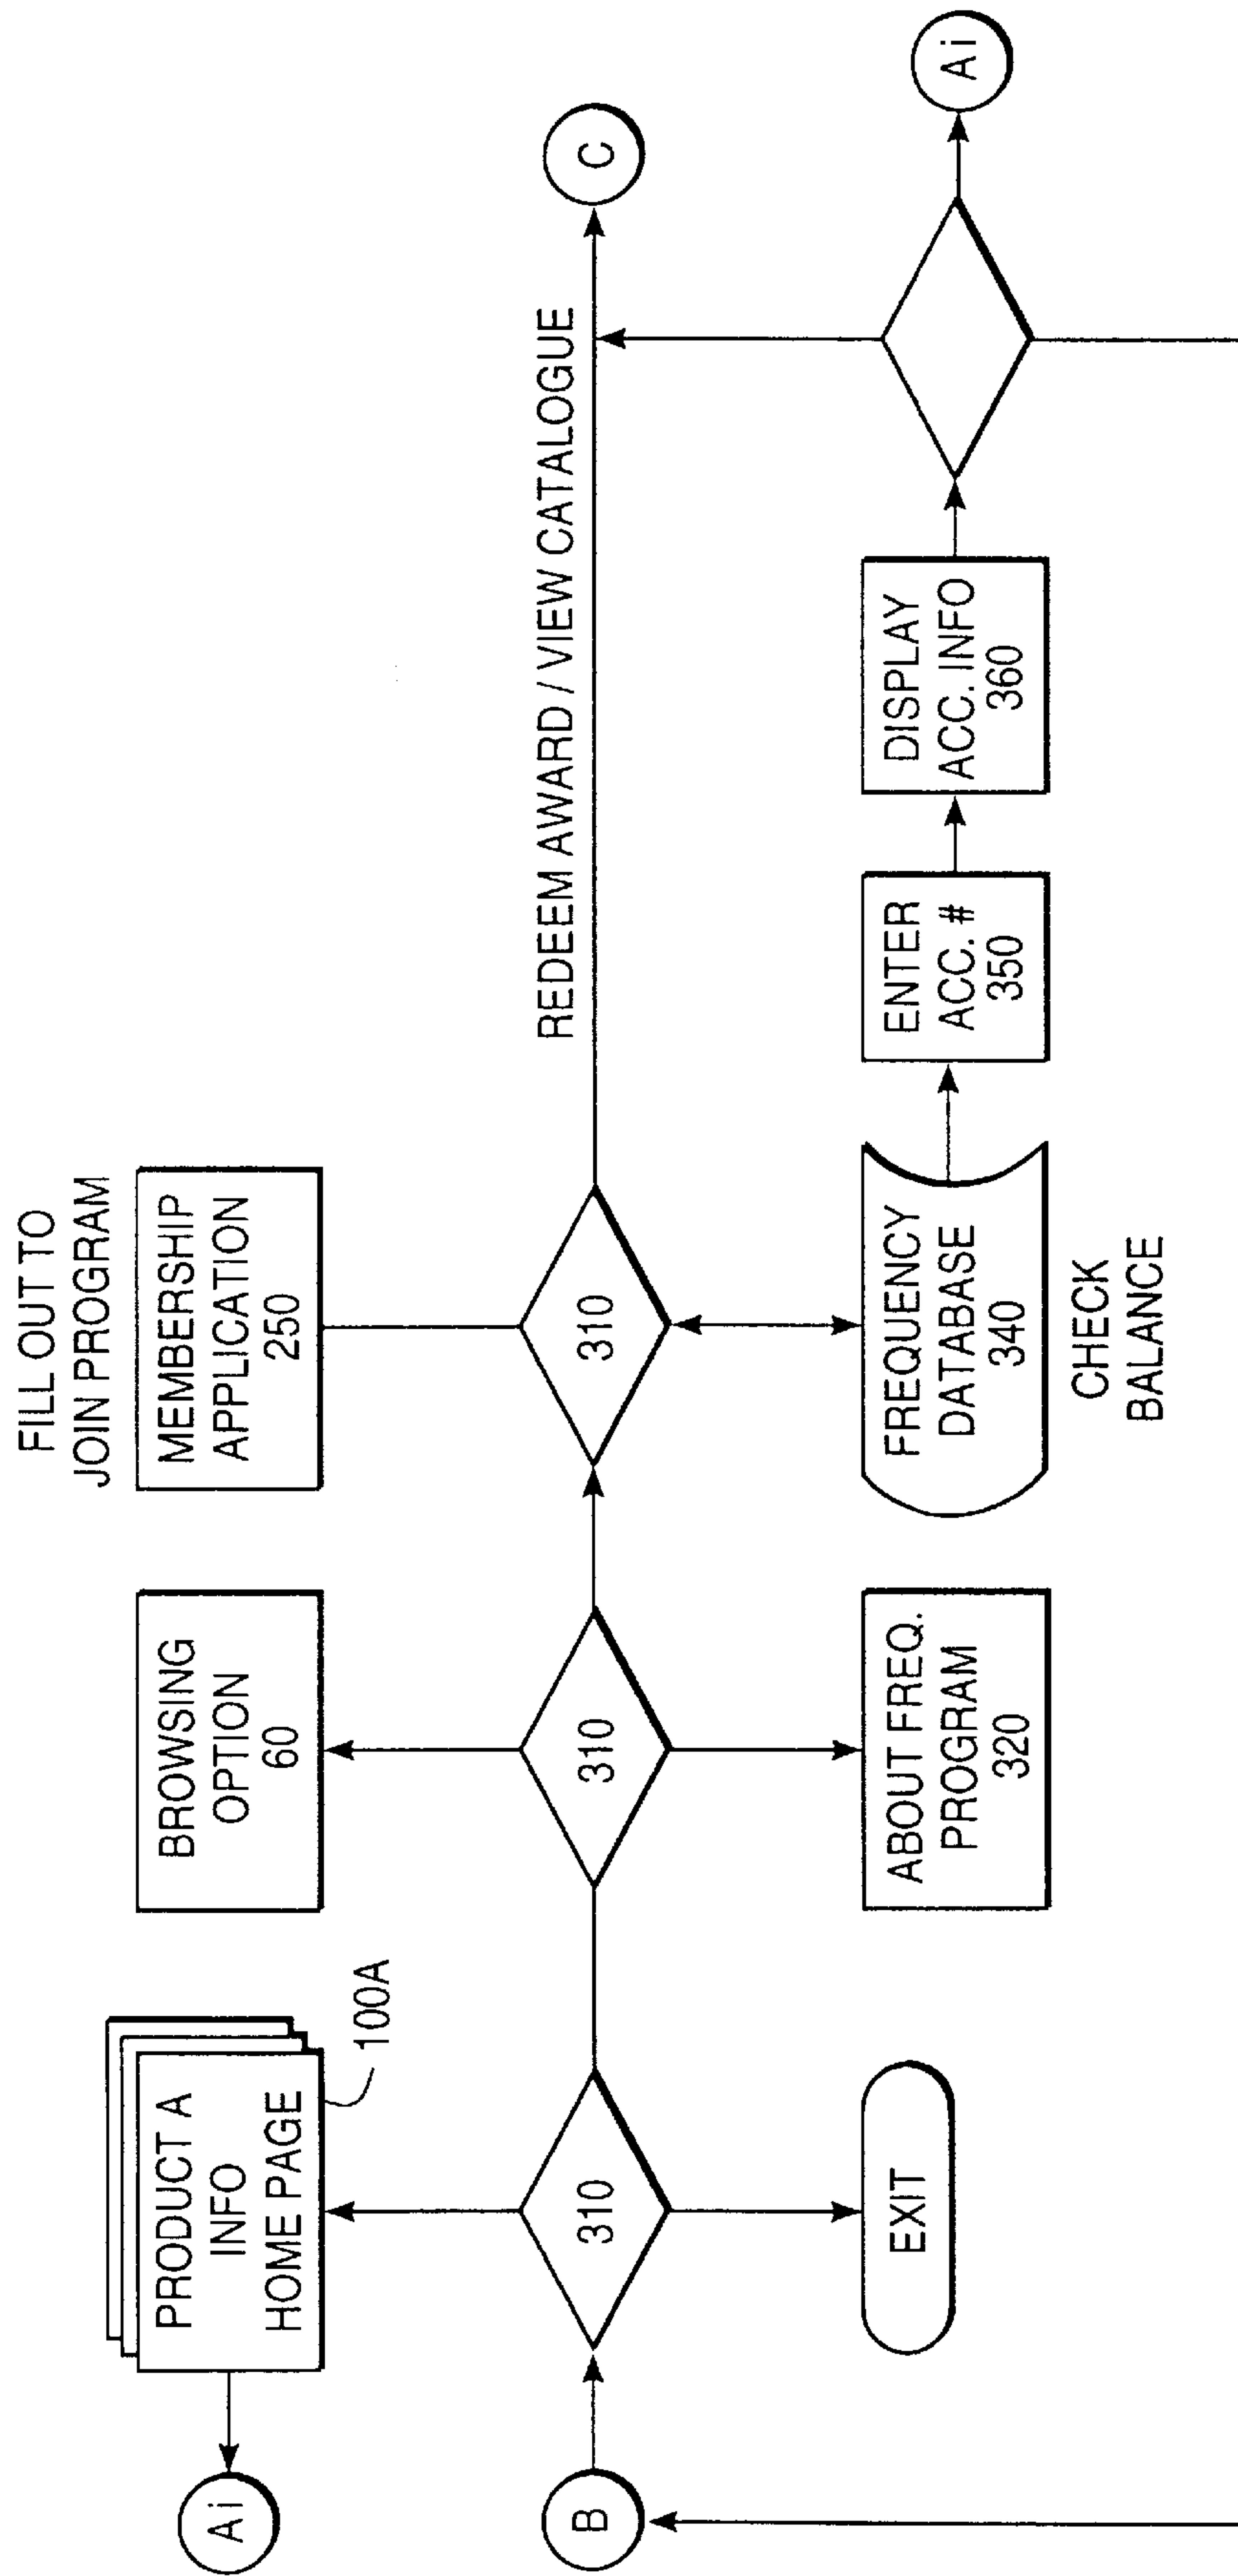 FILL OUT TO
JOIN PROGRAM
Ai
PRODUCT A
INFO
HOME PAGE
100A
BROWSING
OPTION
60
MEMBERSHIP
APPLICATION
250
B
310
310
310
REDEEM AWARD / VIEW CATALOGUE
C
EXIT
ABOUT FREQ.
PROGRAM
320
FREQUENCY
DATABASE
340
ENTER
ACC. #
350
DISPLAY
ACC. INFO
360
Ai
CHECK
BALANCE